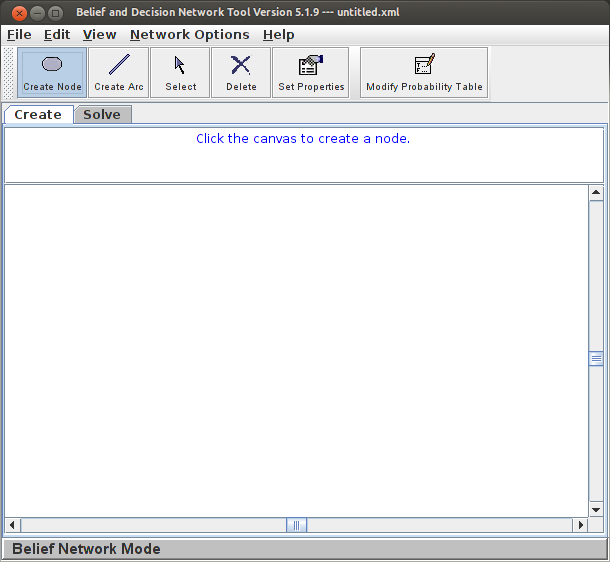 Belief and Decision Network Tool Version 5.1.9 --- untitled.xml
File Edit View Network Options Help
Create Node Create Arc Select Delete Set Properties Modify Probability Table
Create Solve
Click the canvas to create a node.
Belief Network Mode